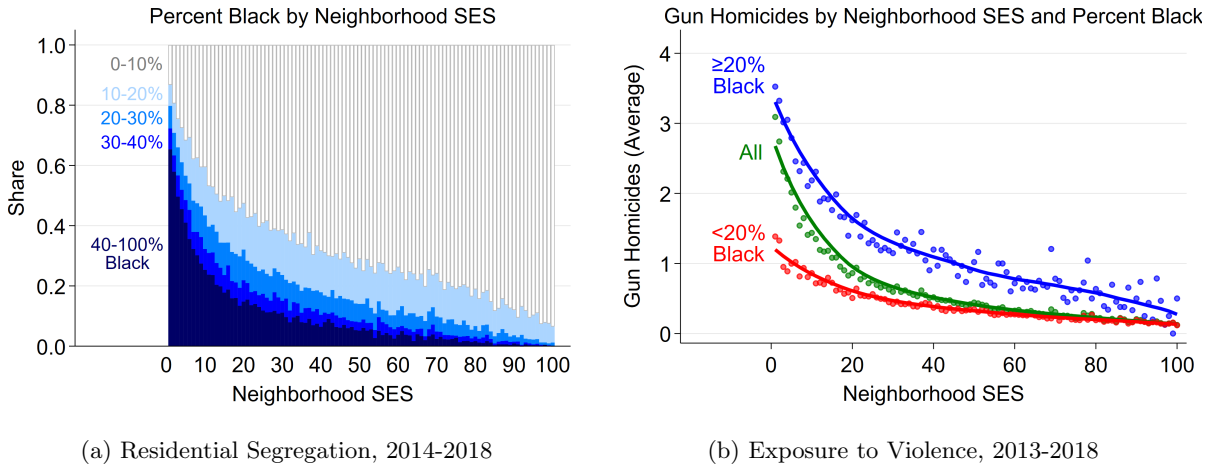 Percent Black by Neighborhood SES
1.0
0.8
0.6
0.4
0.2
0.0
Share
0-10%
10-20%
20-30%
30-40%
40-100%
Black
0 10 20 30 40 50 60 70 80 90 100
Neighborhood SES
(a) Residential Segregation, 2014-2018
Gun Homicides by Neighborhood SES and Percent Black
4
3
2
1
0
Gun Homicides (Average)
≥20%
Black
All
<20%
Black
0 20 40 60 80 100
Neighborhood SES
(b) Exposure to Violence, 2013-2018